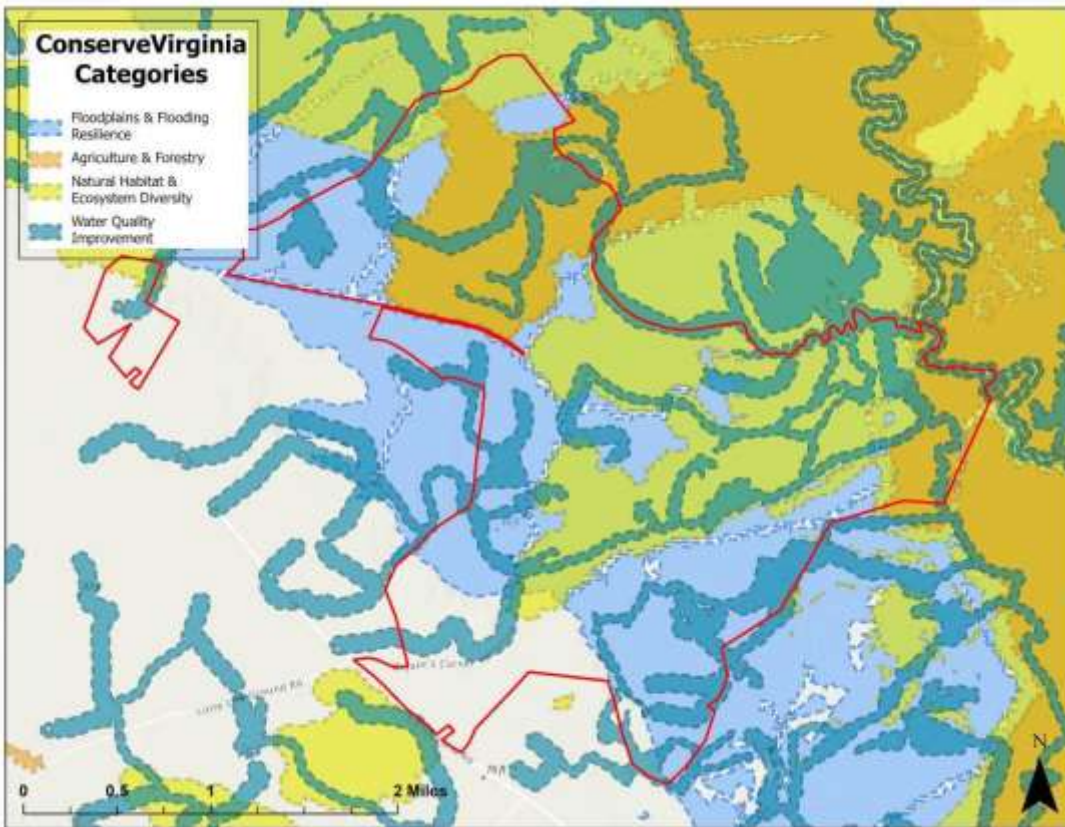 ConserveVirginia
Categories
Floodplains & Flooding
Resilience
Agriculture & Forestry
Natural Habitat &
Ecosystem Diversity
Water Quality
Improvement
N
0 0.5 1 2 Miles